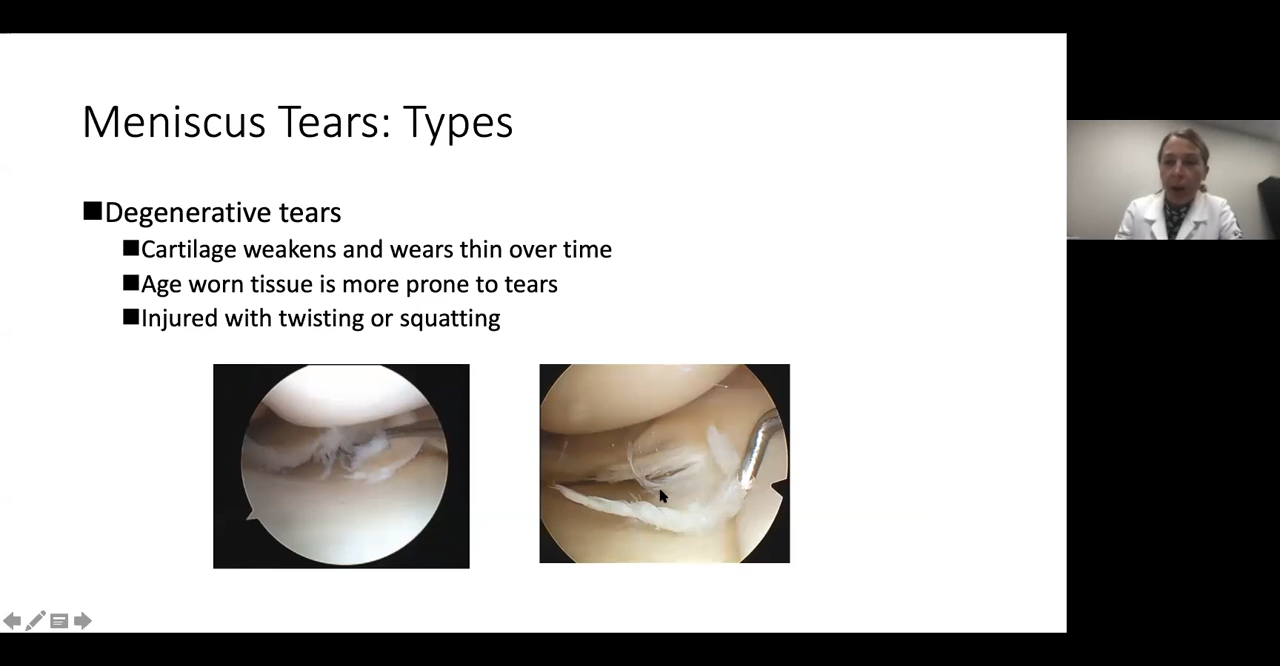 Meniscus Tears: Types
■Degenerative tears
■Cartilage weakens and wears thin over time
■Age worn tissue is more prone to tears
■Injured with twisting or squatting